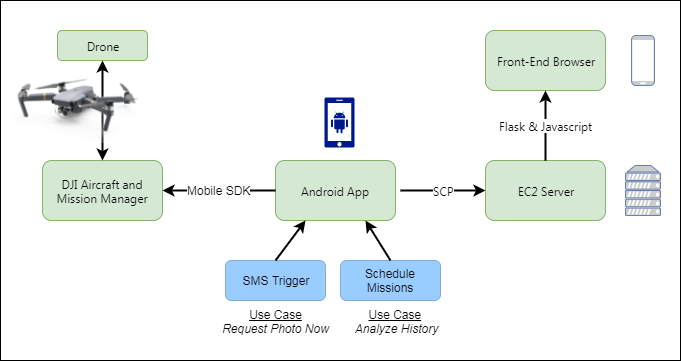 Drone
Front-End Browser
Flask & Javascript
DJI Aircraft and
Mission Manager
Mobile SDK
Android App
SCP
EC2 Server
SMS Trigger
Schedule
Missions
Use Case
Request Photo Now
Use Case
Analyze History